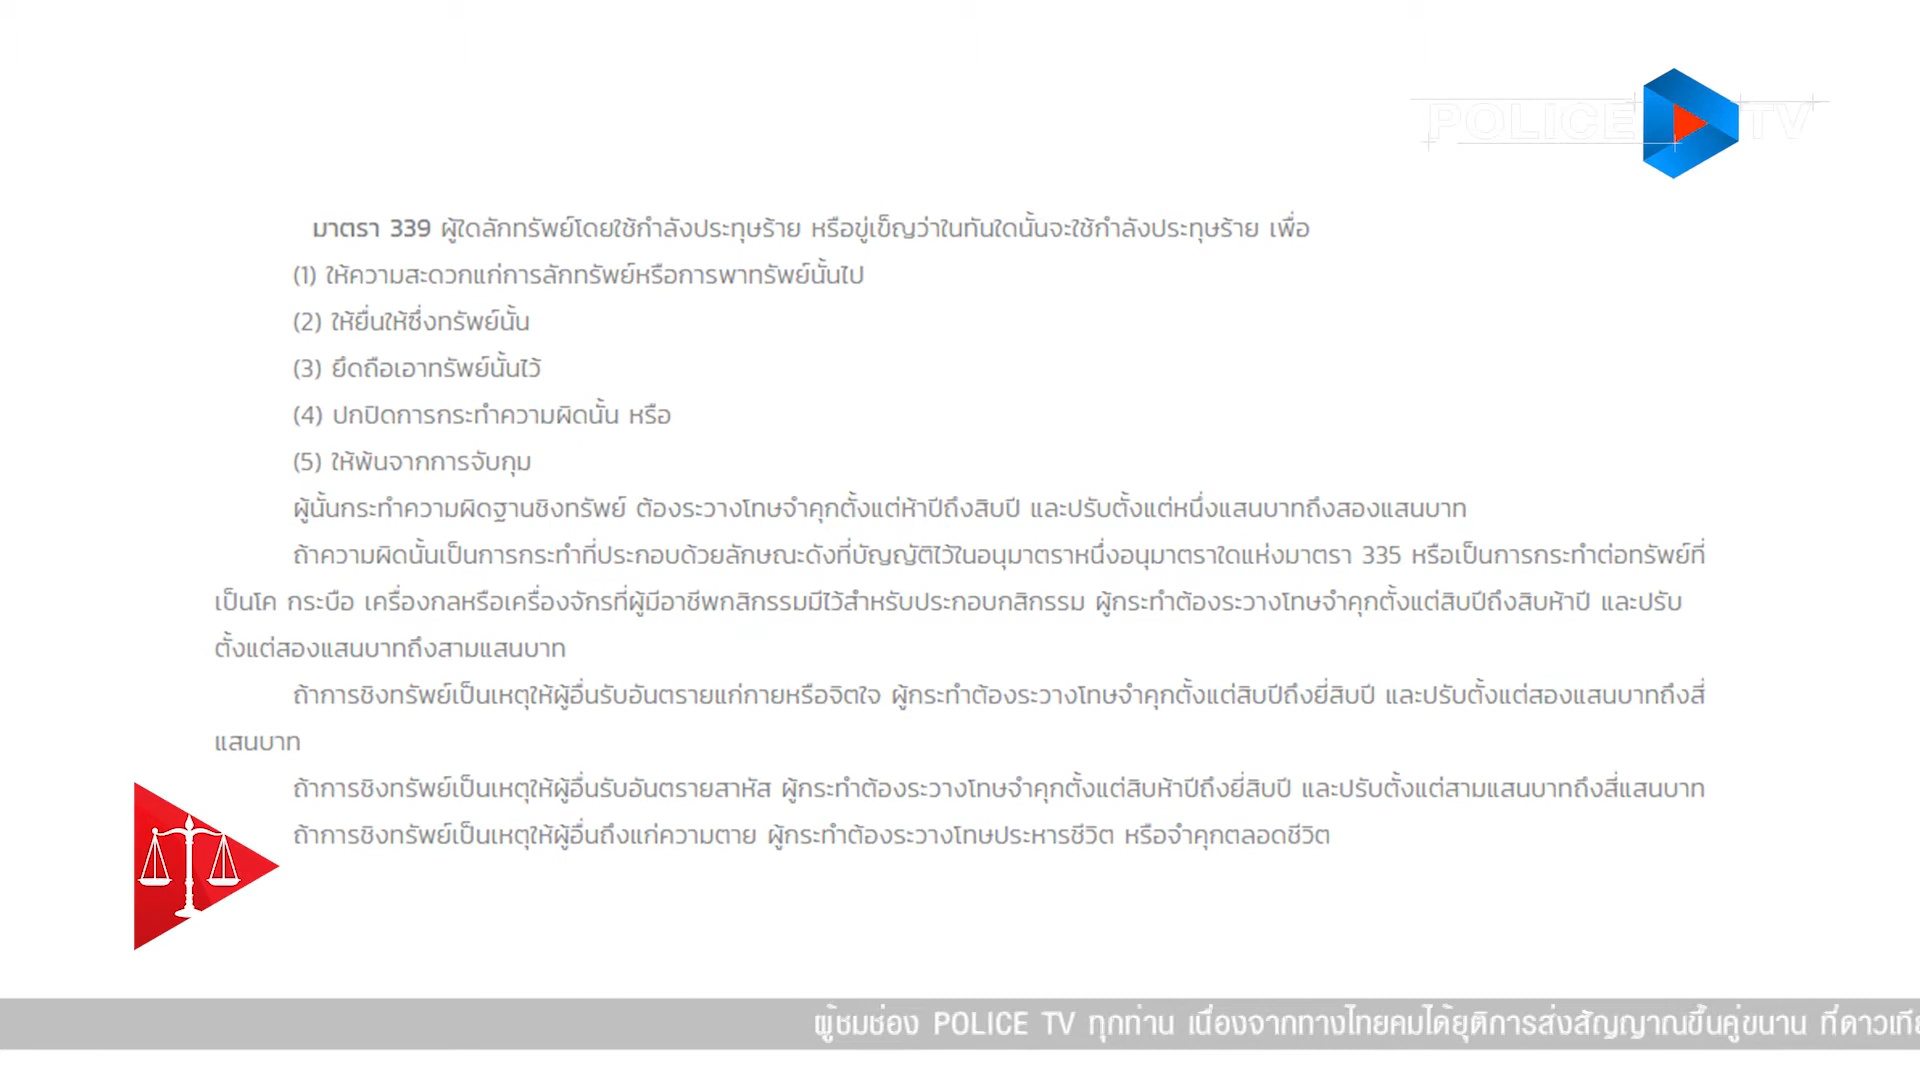 POLICE TV
มาตรา 339 ผู้ใดลักทรัพย์โดยใช้กำลังประทุษร้าย หรือขู่เข็ญว่าในทันใดนั้นจะใช้กำลังประทุษร้าย เพื่อ
(1) ให้ความสะดวกแก่การลักทรัพย์หรือการพาทรัพย์นั้นไป
(2) ให้ยื่นให้ซึ่งทรัพย์นั้น
(3) ยึดถือเอาทรัพย์นั้นไว้
(4) ปกปิดการกระทำความผิดนั้น หรือ
(5) ให้พ้นจากการจับกุม
ผู้นั้นกระทำความผิดฐานชิงทรัพย์ ต้องระวางโทษจำคุกตั้งแต่ห้าปีถึงสิบปี และปรับตั้งแต่หนึ่งแสนบาทถึงสองแสนบาท
ถ้าความผิดนั้นเป็นการกระทำที่ประกอบด้วยลักษณะดังที่บัญญัติไว้ในอนุมาตราหนึ่งอนุมาตราใดแห่งมาตรา 335 หรือเป็นการกระทำต่อทรัพย์ที่
เป็นโค กระบือ เครื่องกลหรือเครื่องจักรที่ผู้มีอาชีพกสิกรรมมีไว้สำหรับประกอบกสิกรรม ผู้กระทำต้องระวางโทษจำคุกตั้งแต่สิบปีถึงสิบห้าปี และปรับ
ตั้งแต่สองแสนบาทถึงสามแสนบาท
ถ้าการชิงทรัพย์เป็นเหตุให้ผู้อื่นรับอันตรายแก่กายหรือจิตใจ ผู้กระทำต้องระวางโทษจำคุกตั้งแต่สิบปีถึงยี่สิบปี และปรับตั้งแต่สองแสนบาทถึงสี่
แสนบาท
ถ้าการชิงทรัพย์เป็นเหตุให้ผู้อื่นรับอันตรายสาหัส ผู้กระทำต้องระวางโทษจำคุกตั้งแต่สิบห้าปีถึงยี่สิบปี และปรับตั้งแต่สามแสนบาทถึงสี่แสนบาท
ถ้าการชิงทรัพย์เป็นเหตุให้ผู้อื่นถึงแก่ความตาย ผู้กระทำต้องระวางโทษประหารชีวิต หรือจำคุกตลอดชีวิต
ผู้ชมช่อง POLICE TV ทุกท่าน เนื่องจากทางไทยคมได้ยุติการส่งสัญญาณขึ้นคู่ขนาน ที่ดาวเทีย